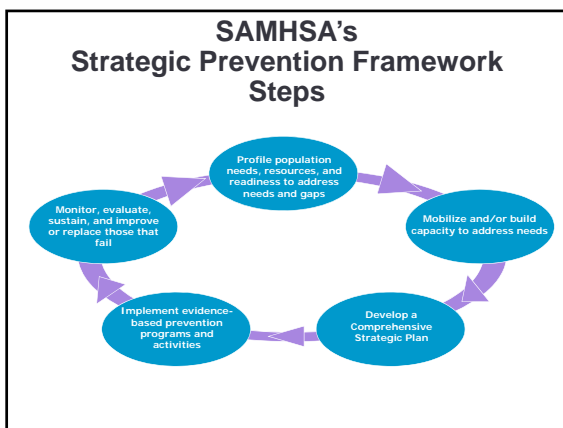 SAMHSA's
Strategic Prevention Framework
Steps
Profile population
needs, resources, and
readiness to address
needs and gaps
Mobilize and/or build
capacity to address needs
Develop a
Comprehensive
Strategic Plan
Implement evidence-
based prevention
programs and
activities
Monitor, evaluate,
sustain, and improve
or replace those that
fail